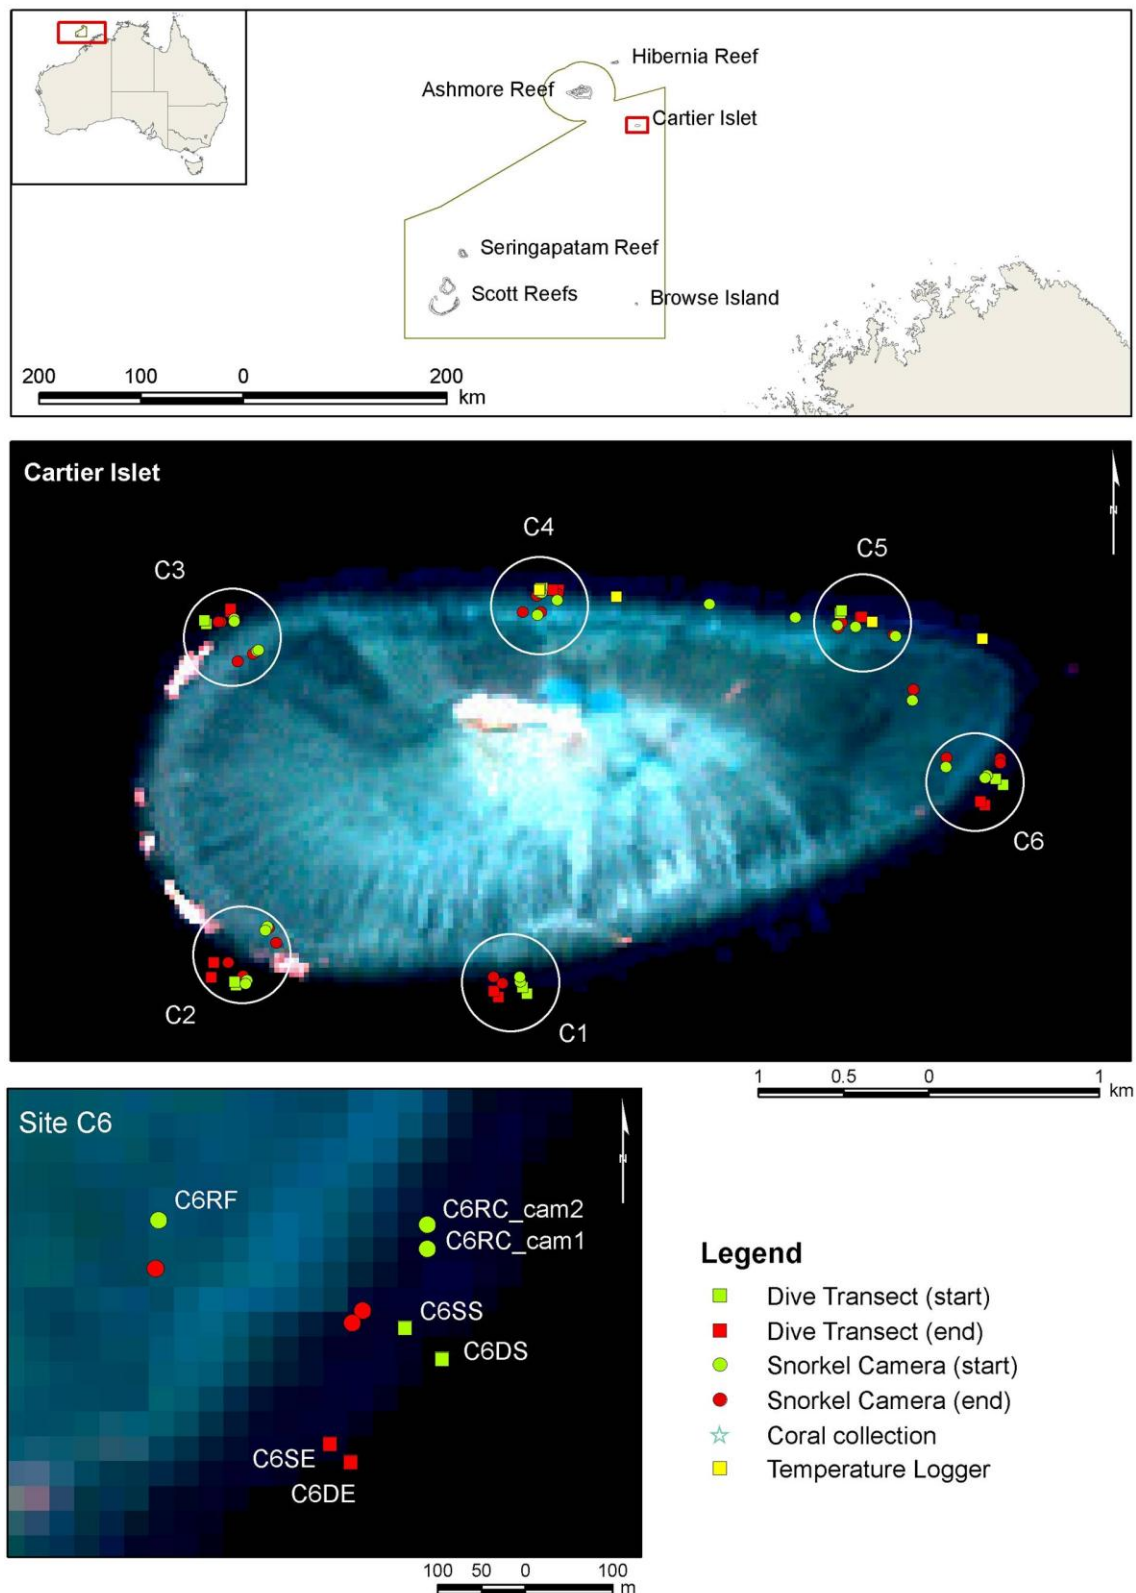 Hibernia Reef
Ashmore Reef
Cartier Islet
Seringapatam Reef
Scott Reefs
Browse Island
200 100 0 200
km
Cartier Islet
N
C4
C5
C3
C6
C2
C1
1 0.5 0 1
km
Site C6
N
C6RF
C6RC_cam2
C6RC_cam1
C6SS
C6DS
C6SE
C6DE
100 50 0 100
m
Legend
Dive Transect (start)
Dive Transect (end)
Snorkel Camera (start)
Snorkel Camera (end)
Coral collection
Temperature Logger